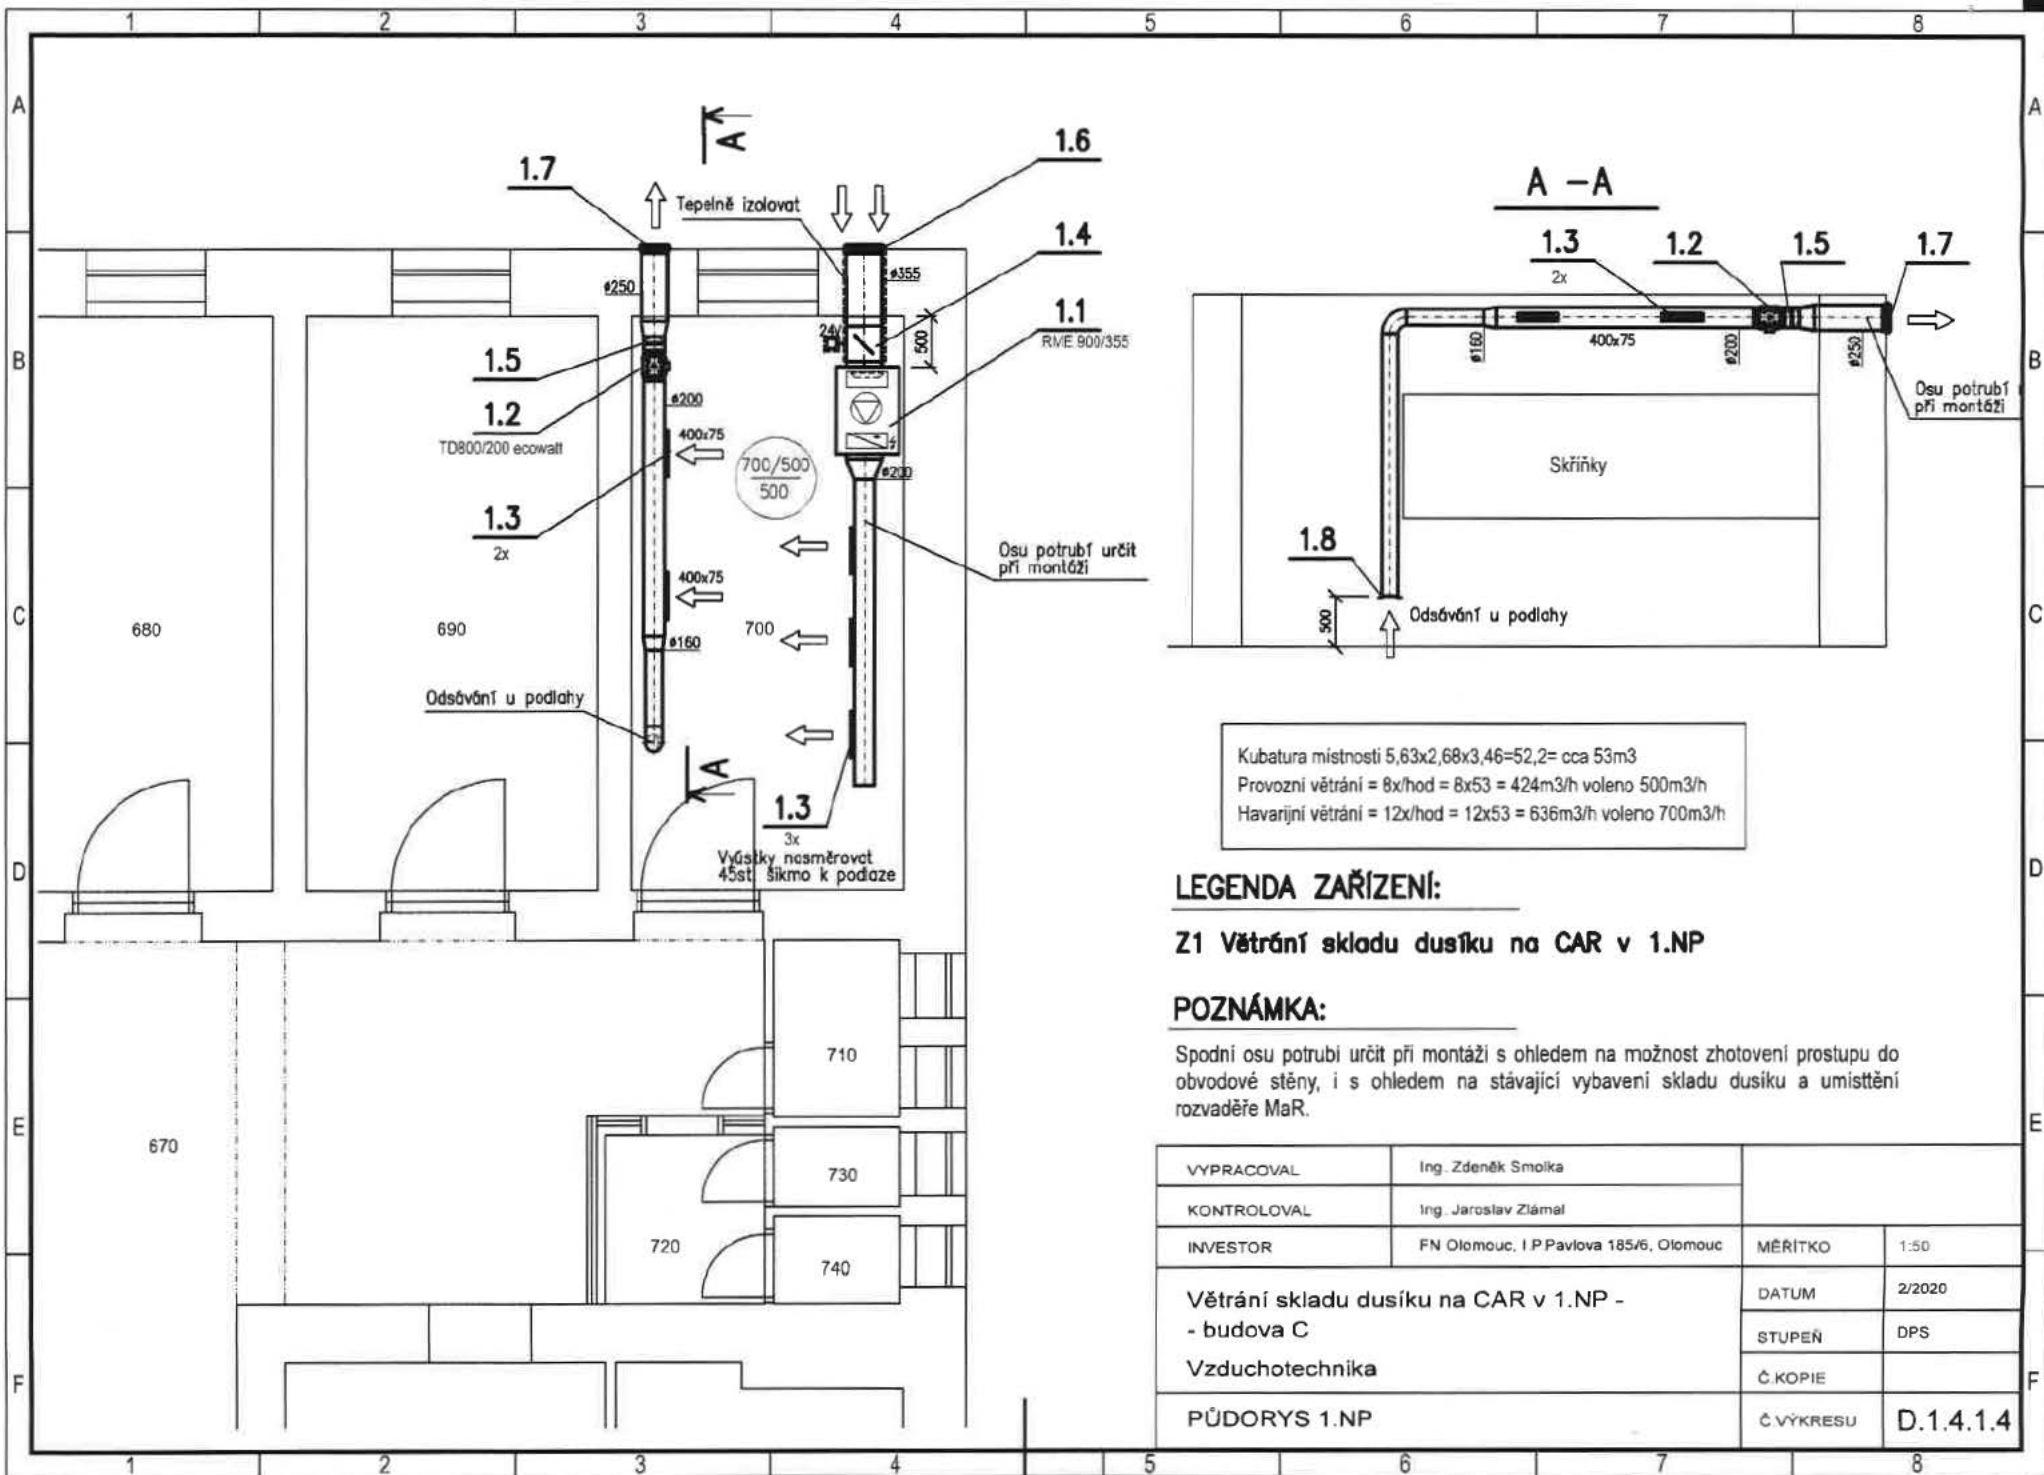 1 2 3 4 5 6 7 8
A
B
C
D
E
F
A
B
C
D
E
F
1 2 3 4 5 6 7 8
A
1.7
Tepelně izolovat
1.6
1.4
ø355
ø250
1.1
RME 900/355
500
1.5
1.2
TD800/200 ecowatt
ø200
400x75
700/500
500
ø200
1.3
2x
Osu potrubí určit
při montáži
400x75
680
690
700
ø160
Odsávání u podlahy
A
1.3
3x
Vyústky nasměrovat
45st. šikmo k podlaze
670
710
720
730
740
A –A
1.3
2x
1.2
1.5
1.7
ø160
400x75
ø200
ø250
Osu potrubí
při montáži
Skříňky
1.8
500
Odsávání u podlahy
Kubatura místnosti 5,63x2,68x3,46=52,2= cca 53m3
Provozní větrání = 8x/hod = 8x53 = 424m3/h voleno 500m3/h
Havarijní větrání = 12x/hod = 12x53 = 636m3/h voleno 700m3/h
LEGENDA ZAŘÍZENÍ:
Z1 Větrání skladu dusíku na CAR v 1.NP
POZNÁMKA:
Spodní osu potrubí určit při montáži s ohledem na možnost zhotovení prostupu do
obvodové stěny, i s ohledem na stávající vybavení skladu dusíku a umisttění
rozvaděře MaR.
VYPRACOVAL Ing. Zdeněk Smolka
KONTROLOVAL Ing. Jaroslav Zlámal
INVESTOR FN Olomouc, I.P.Pavlova 185/6, Olomouc MĚŘÍTKO 1:50
Větrání skladu dusíku na CAR v 1.NP -
- budova C
Vzduchotechnika
DATUM 2/2020
STUPEŇ DPS
Č.KOPIE
PŮDORYS 1.NP
Č.VÝKRESU D.1.4.1.4